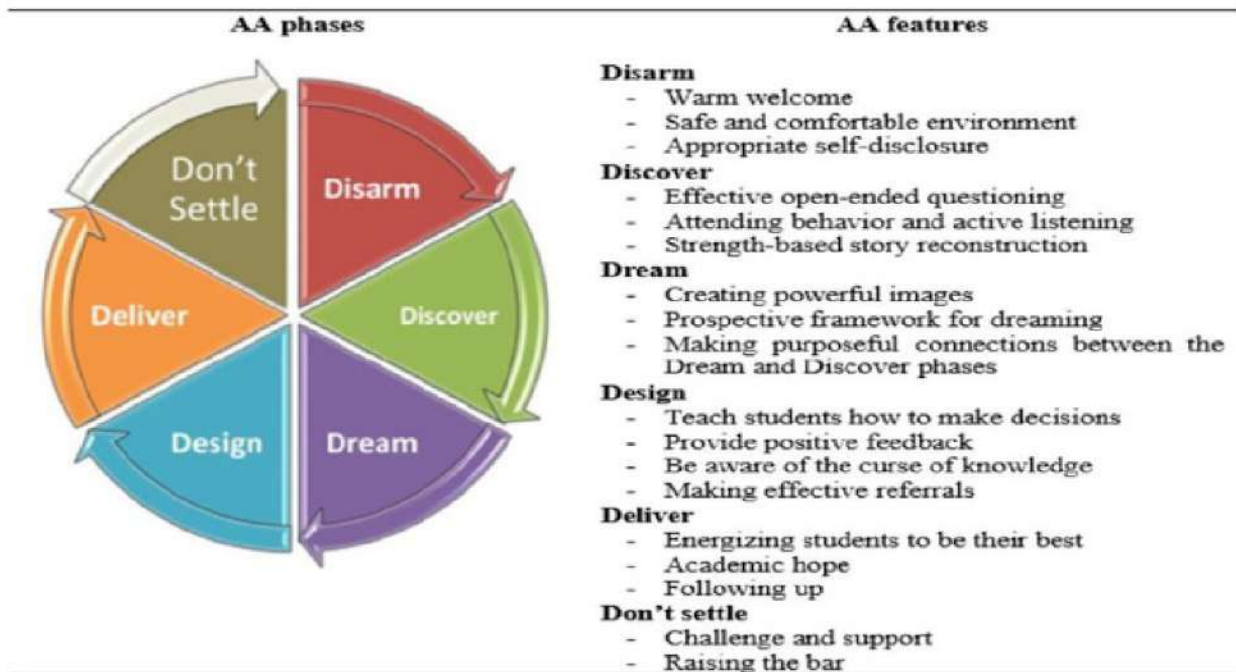 AA phases
AA features
Don't
Settle
Disarm
Deliver
Discover
Design
Dream
Disarm
- Warm welcome
- Safe and comfortable environment
- Appropriate self-disclosure
Discover
- Effective open-ended questioning
- Attending behavior and active listening
- Strength-based story reconstruction
Dream
- Creating powerful images
- Prospective framework for dreaming
- Making purposeful connections between the
Dream and Discover phases
Design
- Teach students how to make decisions
- Provide positive feedback
- Be aware of the curse of knowledge
- Making effective referrals
Deliver
- Energizing students to be their best
- Academic hope
- Following up
Don't settle
- Challenge and support
- Raising the bar